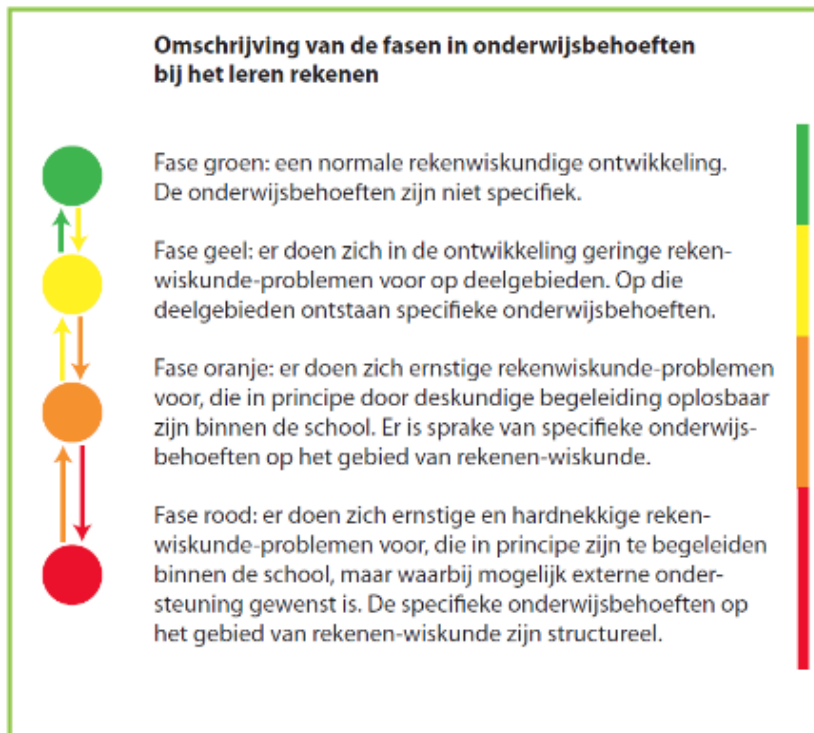 Omschrijving van de fasen in onderwijsbehoeften
bij het leren rekenen
Fase groen: een normale rekenwiskundige ontwikkeling.
De onderwijsbehoeften zijn niet specifiek.
Fase geel: er doen zich in de ontwikkeling geringe reken-
wiskunde-problemen voor op deelgebieden. Op die
deelgebieden ontstaan specifieke onderwijsbehoeften.
Fase oranje: er doen zich ernstige rekenwiskunde-problemen
voor, die in principe door deskundige begeleiding oplosbaar
zijn binnen de school. Er is sprake van specifieke onderwijs-
behoeften op het gebied van rekenen-wiskunde.
Fase rood: er doen zich ernstige en hardnekkige reken-
wiskunde-problemen voor, die in principe zijn te begeleiden
binnen de school, maar waarbij mogelijk externe onder-
steuning gewenst is. De specifieke onderwijsbehoeften op
het gebied van rekenen-wiskunde zijn structureel.